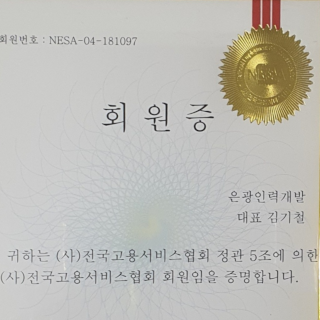 회원번호 : NESA-04-181097
NESA
회 원 증
은광인력개발
대표 김기철
귀하는 (사)전국고용서비스협회 정관 5조에 의한
(사)전국고용서비스협회 회원임을 증명합니다.